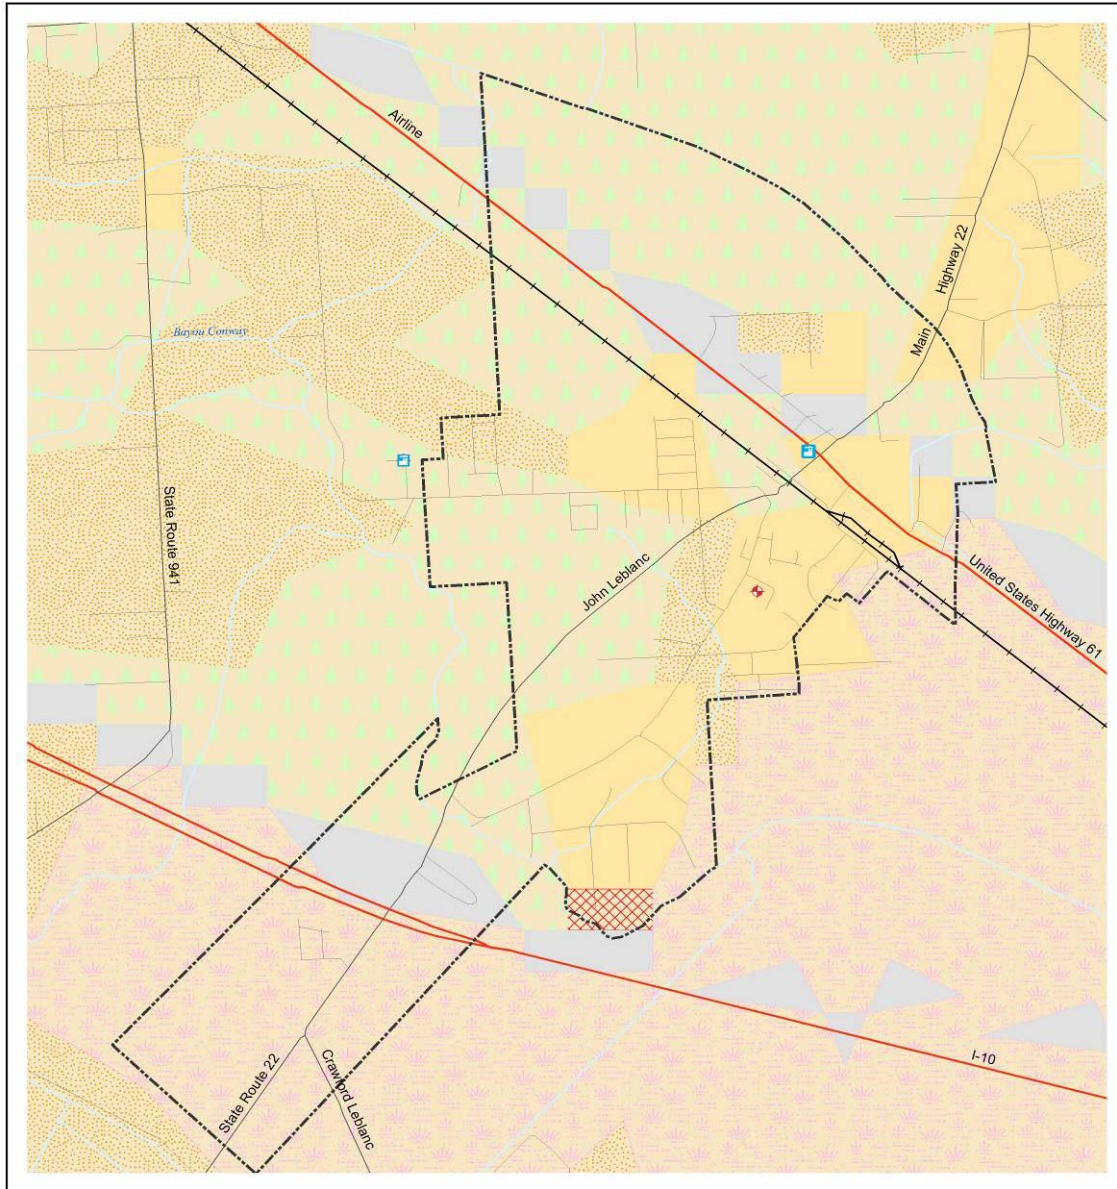 Airline
Highway 22
Main
Bayou Conway
State Route 941
John Leblanc
United States Highway 61
I-10
State Route 22
Crawford Leblanc